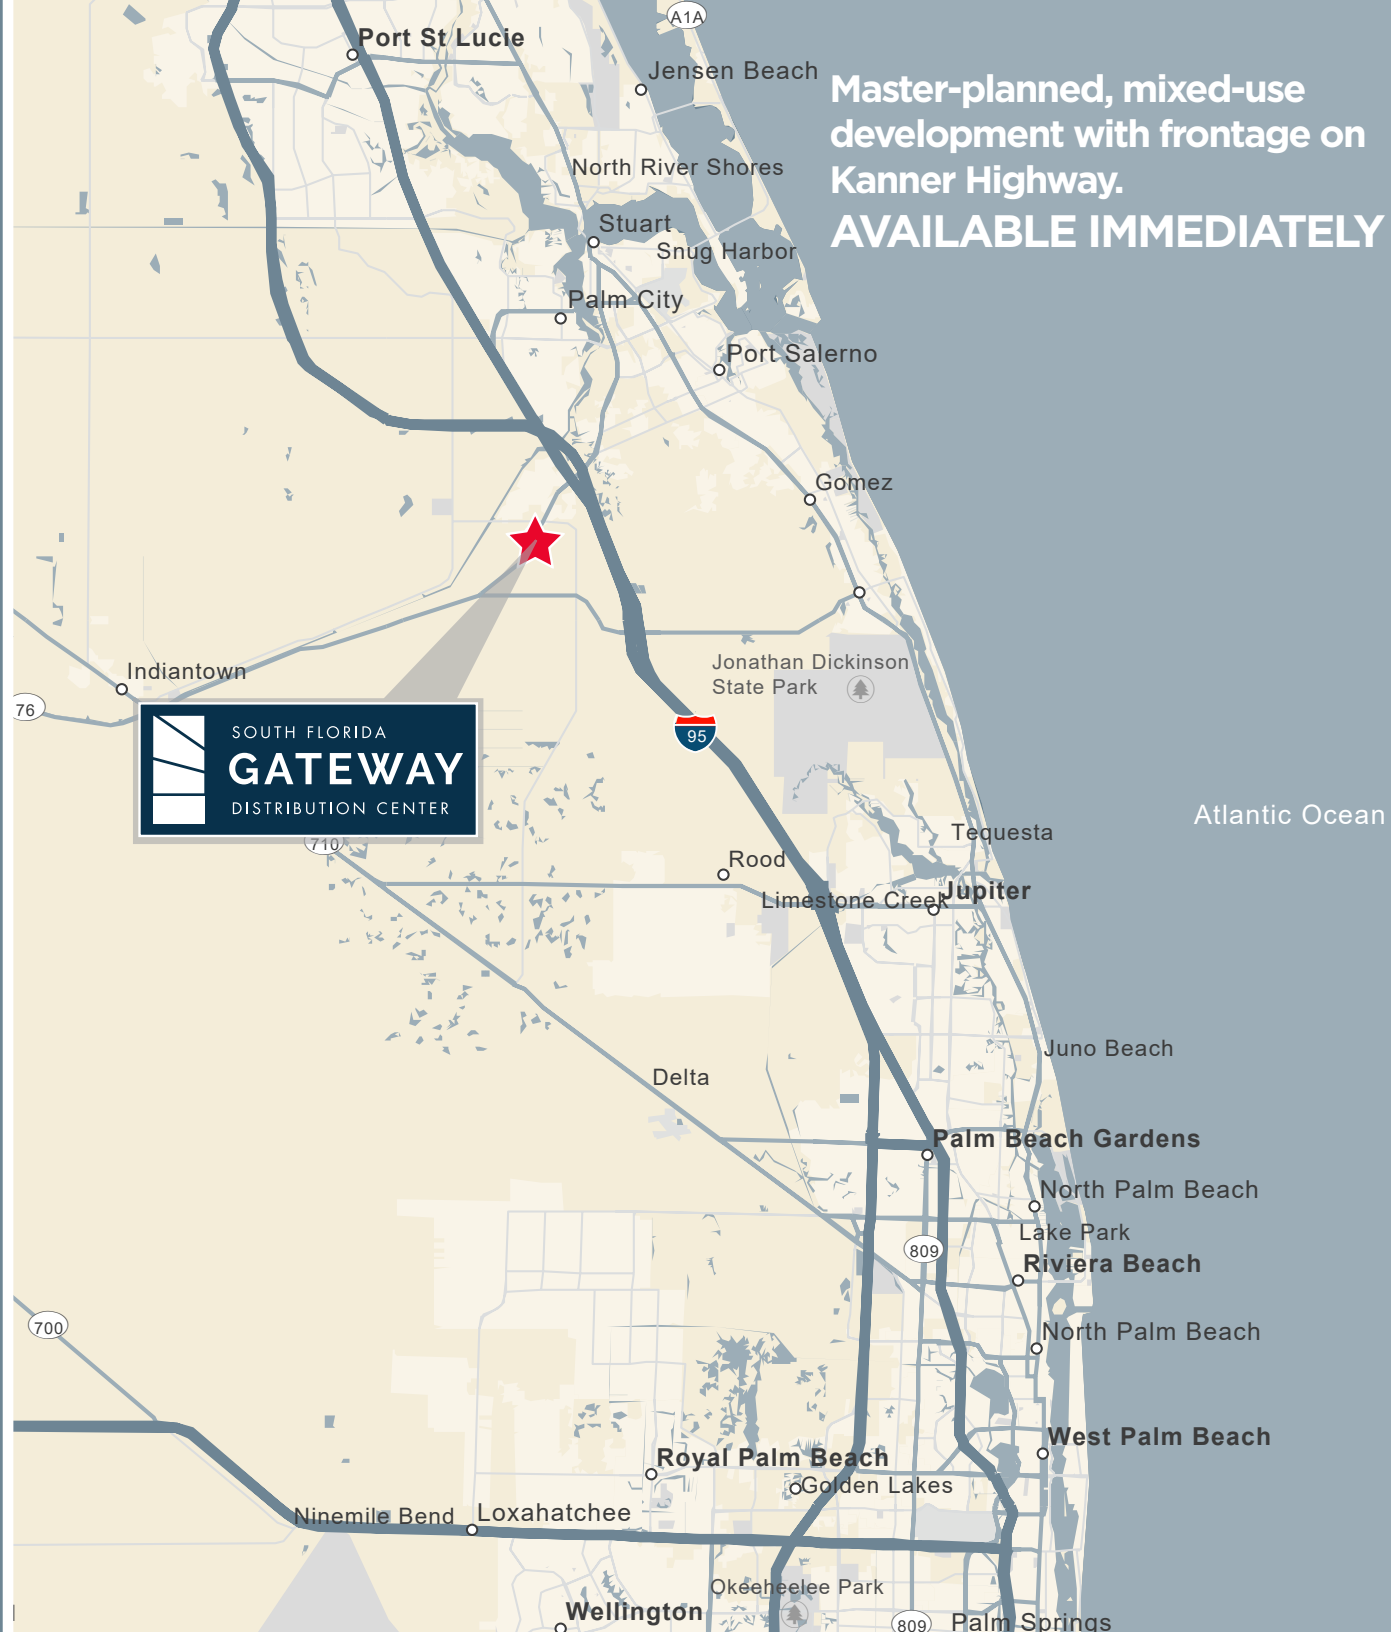 A1A
Port St Lucie
Jensen Beach
Master-planned, mixed-use
development with frontage on
Kanner Highway.
AVAILABLE IMMEDIATELY
North River Shores
Stuart
Snug Harbor
Palm City
Port Salerno
Gomez
Jonathan Dickinson
State Park
Indiantown
76
95
SOUTH FLORIDA
GATEWAY
DISTRIBUTION CENTER
Atlantic Ocean
Tequesta
710
Rood
Jupiter
Limestone Creek
Juno Beach
Delta
Palm Beach Gardens
North Palm Beach
Lake Park
809
Riviera Beach
700
North Palm Beach
West Palm Beach
Royal Palm Beach
Golden Lakes
Ninemile Bend
Loxahatchee
Okeeheelee Park
Wellington
809
Palm Springs